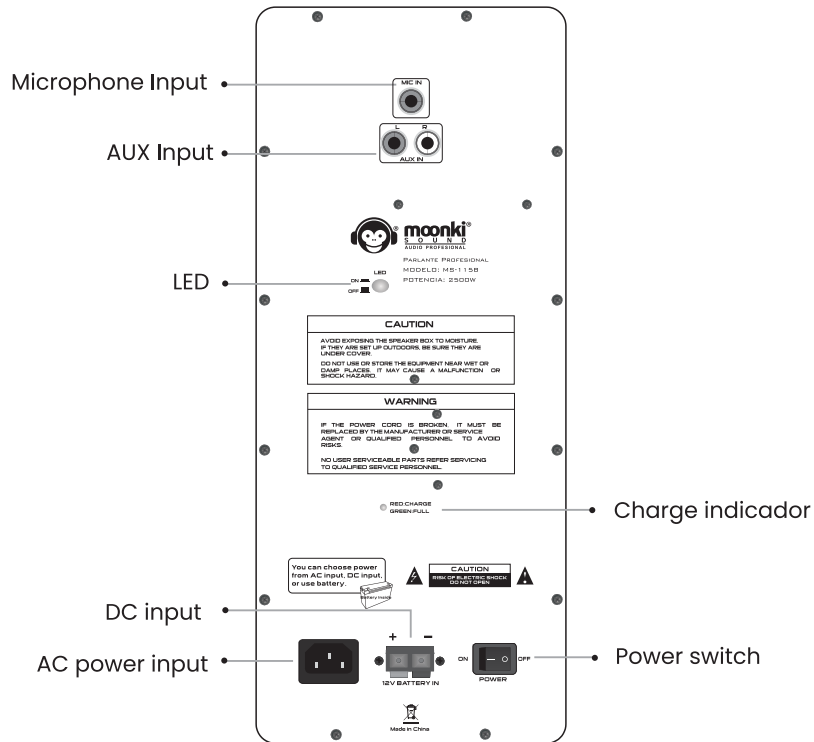 Microphone Input
MIC IN
AUX Input
L R
AUX IN
moonki®
SOUND
AUDIO PROFESIONAL
PARLANTE PROFESIONAL
MODELO: MS-115B
POTENCIA: 2500W
LED
LED
ON
OFF
CAUTION
AVOID EXPOSING THE SPEAKER BOX TO MOISTURE.
IF THEY ARE SET UP OUTDOORS, BE SURE THEY ARE
UNDER COVER.
DO NOT USE OR STORE THE EQUIPMENT NEAR WET OR
DAMP PLACES. IT MAY CAUSE A MALFUNCTION OR
SHOCK HAZARD.
WARNING
IF THE POWER CORD IS BROKEN, IT MUST BE
REPLACED BY THE MANUFACTURER OR SERVICE
AGENT OR QUALIFIED PERSONNEL TO AVOID
RISKS.
NO USER SERVICEABLE PARTS REFER SERVICING
TO QUALIFIED SERVICE PERSONNEL.
RED:CHARGE
GREEN:FULL
Charge indicador
You can choose power
from AC input, DC input,
or use battery.
Battery Inside
CAUTION
RISK OF ELECTRIC SHOCK
DO NOT OPEN
DC input
+ −
AC power input
12V BATTERY IN
ON OFF
POWER
Power switch
Made in China